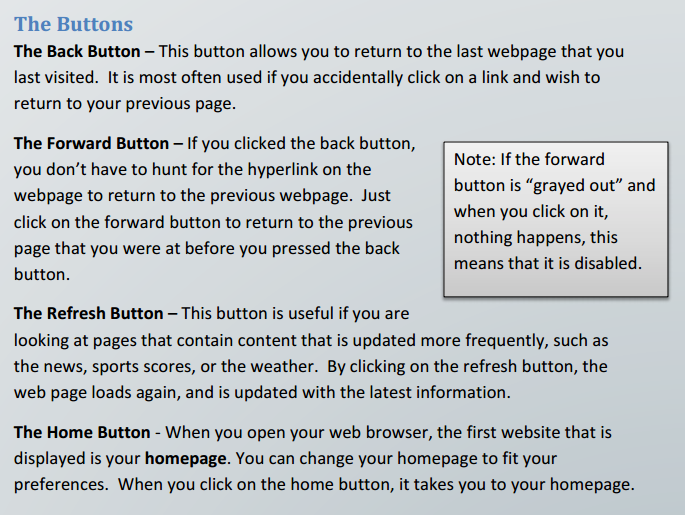 The Buttons
The Back Button – This button allows you to return to the last webpage that you
last visited.  It is most often used if you accidentally click on a link and wish to
return to your previous page.
The Forward Button – If you clicked the back button,
you don’t have to hunt for the hyperlink on the
webpage to return to the previous webpage.  Just
click on the forward button to return to the previous
page that you were at before you pressed the back
button.
Note: If the forward
button is “grayed out” and
when you click on it,
nothing happens, this
means that it is disabled.
The Refresh Button – This button is useful if you are
looking at pages that contain content that is updated more frequently, such as
the news, sports scores, or the weather.  By clicking on the refresh button, the
web page loads again, and is updated with the latest information.
The Home Button - When you open your web browser, the first website that is
displayed is your homepage. You can change your homepage to fit your
preferences.  When you click on the home button, it takes you to your homepage.